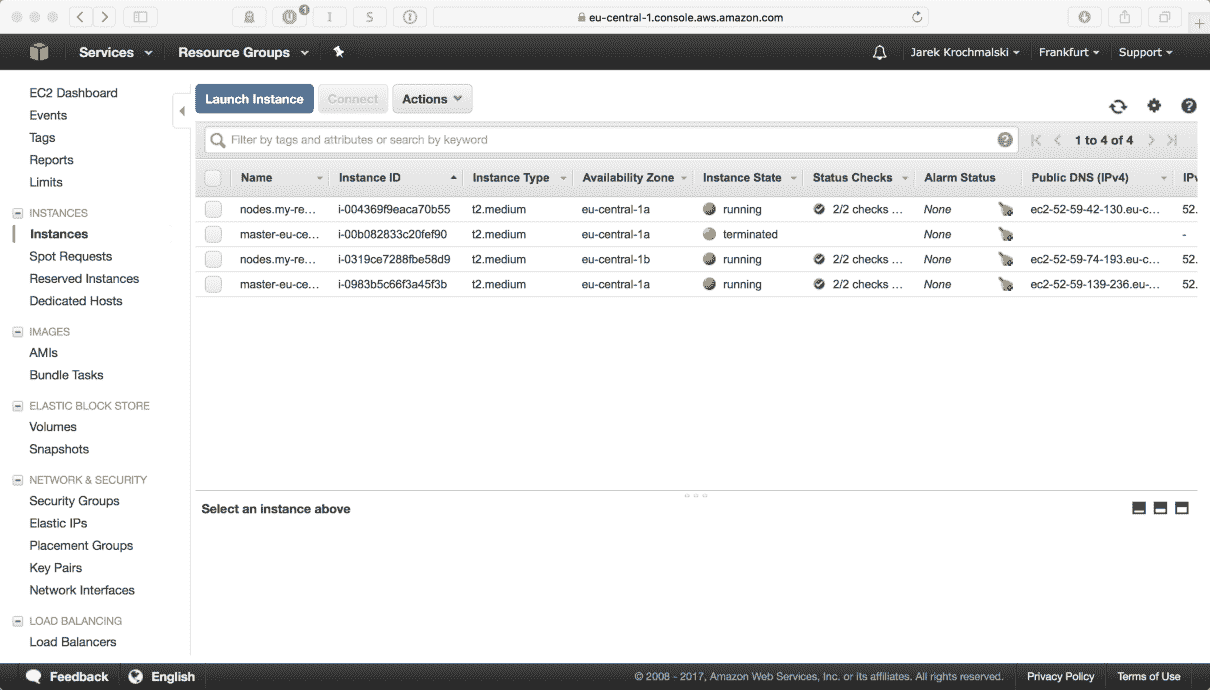 eu-central-1.console.aws.amazon.com
1
I
S
Services
Resource Groups
Jarek Krochmalski
Frankfurt
Support
EC2 Dashboard
Events
Tags
Reports
Limits
INSTANCES
Instances
Spot Requests
Reserved Instances
Dedicated Hosts
IMAGES
AMIs
Bundle Tasks
ELASTIC BLOCK STORE
Volumes
Snapshots
NETWORK & SECURITY
Security Groups
Elastic IPs
Placement Groups
Key Pairs
Network Interfaces
LOAD BALANCING
Load Balancers
Launch Instance Connect Actions
Filter by tags and attributes or search by keyword
1 to 4 of 4
Name Instance ID Instance Type Availability Zone Instance State Status Checks Alarm Status Public DNS (IPv4) IPv
nodes.my-re... i-004369f9eaca70b55 t2.medium eu-central-1a running 2/2 checks ... None ec2-52-59-42-130.eu-c... 52.
master-eu-ce... i-00b082833c20fef90 t2.medium eu-central-1a terminated None -
nodes.my-re... i-0319ce7288fbe58d9 t2.medium eu-central-1b running 2/2 checks ... None ec2-52-59-74-193.eu-c... 52.
master-eu-ce... i-0983b5c66f3a45f3b t2.medium eu-central-1a running 2/2 checks ... None ec2-52-59-139-236.eu-... 52.
Select an instance above
Feedback
English
© 2008 - 2017, Amazon Web Services, Inc. or its affiliates. All rights reserved.
Privacy Policy
Terms of Use